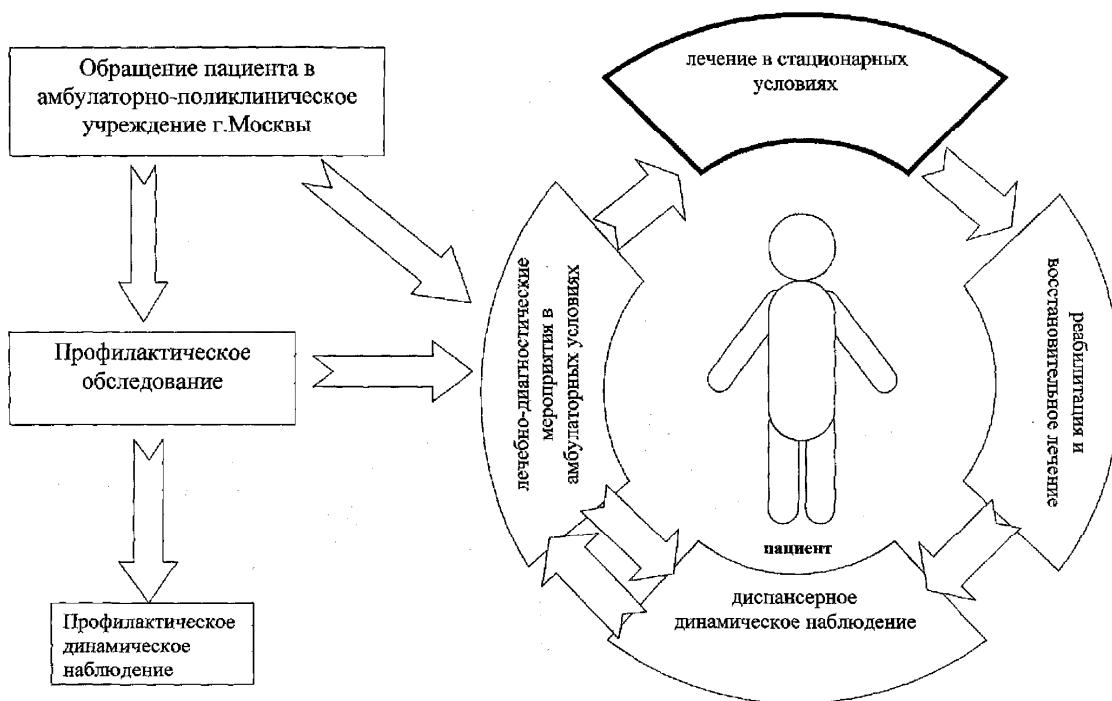 Обращение пациента в
амбулаторно-поликлиническое
учреждение г.Москвы
Профилактическое
обследование
Профилактическое
динамическое
наблюдение
лечение в стационарных
условиях
лечебно-диагностические
мероприятия в
амбулаторных условиях
реабилитация и
восстановительное лечение
пациент
диспансерное
динамическое наблюдение